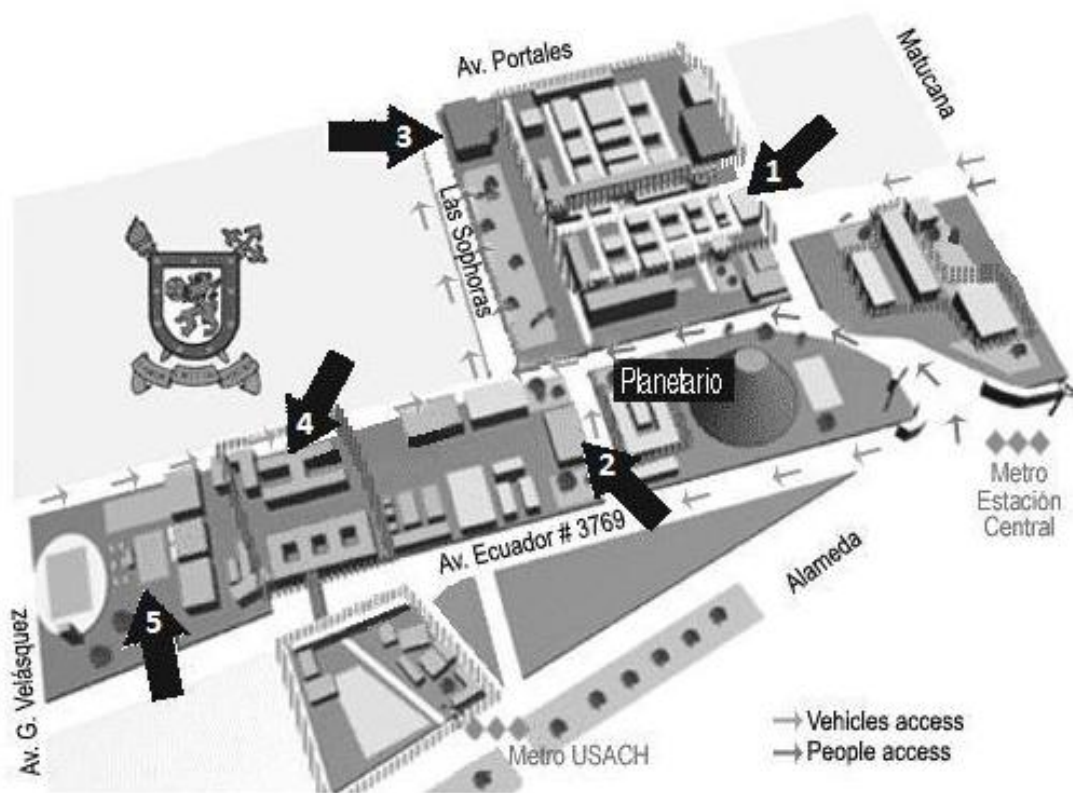 Av. Portales
Matucana
3
1
Las Sophoras
Planetario
4
2
Metro
Estación
Central
Av. Ecuador # 3769
Alameda
5
Av. G. Velásquez
Vehicles access
People access
Metro USACH